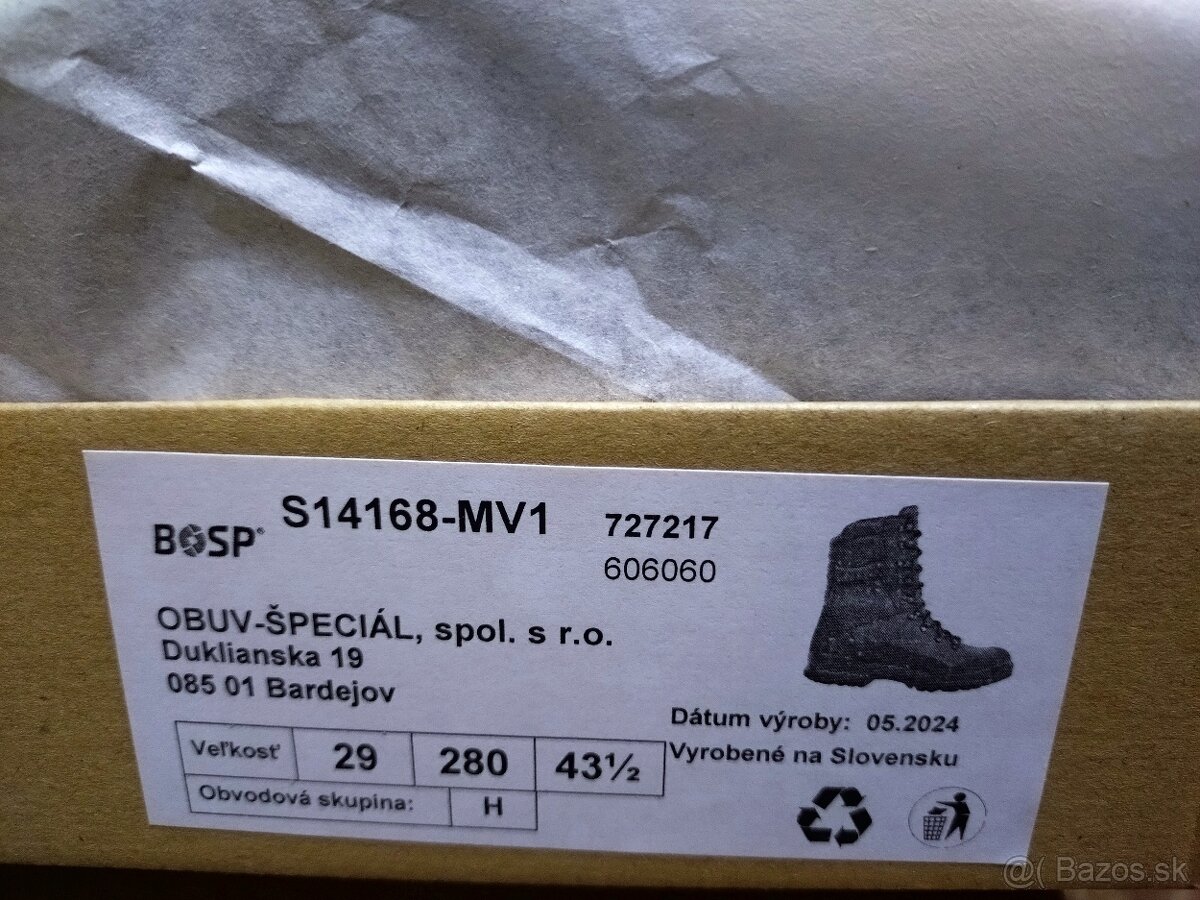 BOSP®
S14168-MV1
727217
606060
OBUV-ŠPECIÁL, spol. s r.o.
Duklianska 19
085 01 Bardejov
Dátum výroby: 05.2024
Vyrobené na Slovensku
Veľkosť 29 280 43½
Obvodová skupina: H
@( Bazos.sk